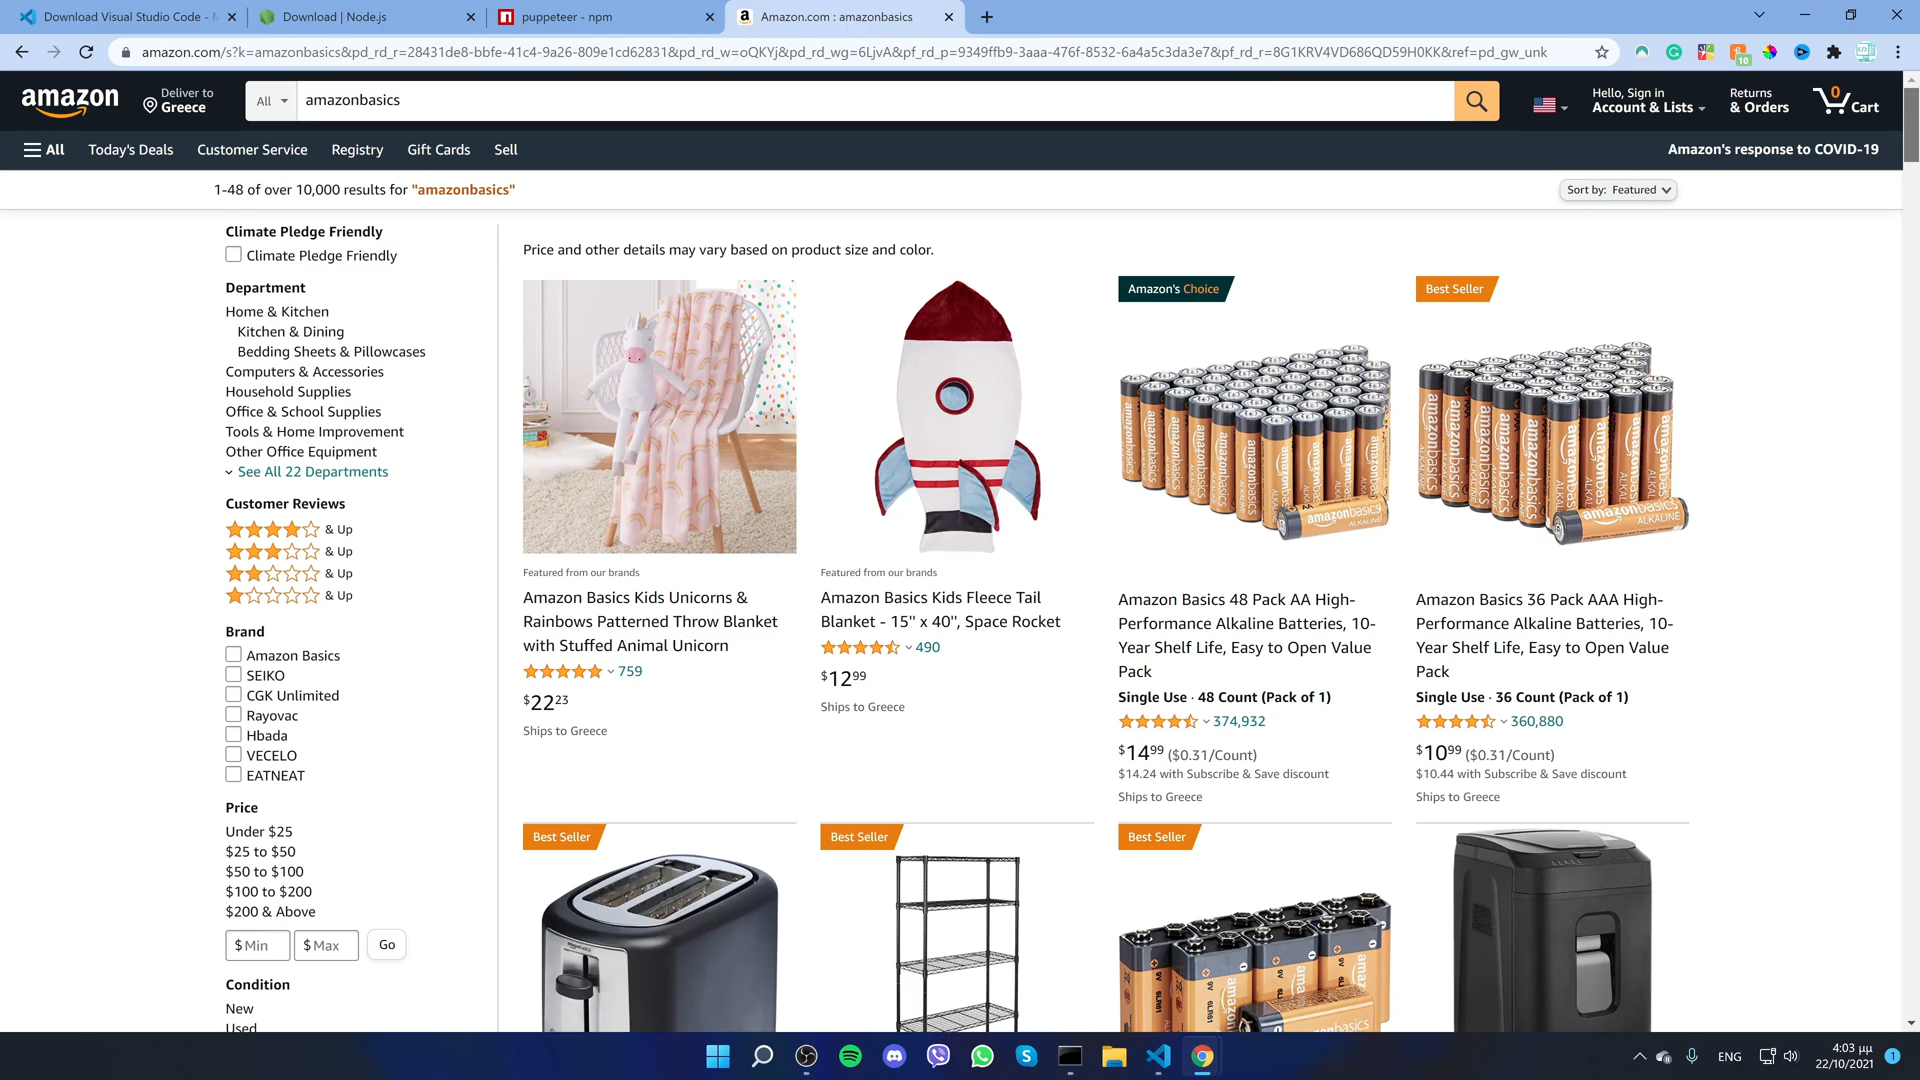 Download Visual Studio Code - M
Download | Node.js
puppeteer - npm
Amazon.com : amazonbasics
amazon.com/s?k=amazonbasics&pd_rd_r=28431de8-bbfe-41c4-9a26-809e1cd62831&pd_rd_w=oQKYj&pd_rd_wg=6LjvA&pf_rd_p=9349ffb9-3aaa-476f-8532-6a4a5c3da3e7&pf_rd_r=8G1KRV4VD686QD59H0KK&ref=pd_gw_unk
10
amazon
Deliver to
Greece
All
amazonbasics
Hello, Sign in
Account & Lists
Returns
& Orders
0
Cart
All
Today's Deals
Customer Service
Registry
Gift Cards
Sell
Amazon's response to COVID-19
1-48 of over 10,000 results for "amazonbasics"
Sort by: Featured
Climate Pledge Friendly
Climate Pledge Friendly
Department
Home & Kitchen
Kitchen & Dining
Bedding Sheets & Pillowcases
Computers & Accessories
Household Supplies
Office & School Supplies
Tools & Home Improvement
Other Office Equipment
See All 22 Departments
Customer Reviews
& Up
& Up
& Up
& Up
Brand
Amazon Basics
SEIKO
CGK Unlimited
Rayovac
Hbada
VECELO
EATNEAT
Price
Under $25
$25 to $50
$50 to $100
$100 to $200
$200 & Above
$ Min
$ Max
Go
Condition
New
Used
Price and other details may vary based on product size and color.
Featured from our brands
Amazon Basics Kids Unicorns &
Rainbows Patterned Throw Blanket
with Stuffed Animal Unicorn
759
$22 23
Ships to Greece
Featured from our brands
Amazon Basics Kids Fleece Tail
Blanket - 15" x 40", Space Rocket
490
$12 99
Ships to Greece
Amazon's Choice
amazonbasics
ALKALINE
Amazon Basics 48 Pack AA High-
Performance Alkaline Batteries, 10-
Year Shelf Life, Easy to Open Value
Pack
Single Use · 48 Count (Pack of 1)
374,932
$14 99 ($0.31/Count)
$14.24 with Subscribe & Save discount
Ships to Greece
Best Seller
amazonbasics
ALKALINE
Amazon Basics 36 Pack AAA High-
Performance Alkaline Batteries, 10-
Year Shelf Life, Easy to Open Value
Pack
Single Use · 36 Count (Pack of 1)
360,880
$10 99 ($0.31/Count)
$10.44 with Subscribe & Save discount
Ships to Greece
Best Seller
Best Seller
Best Seller
9V
6LR61
amazonbasics
ENG
4:03 μμ
22/10/2021
1